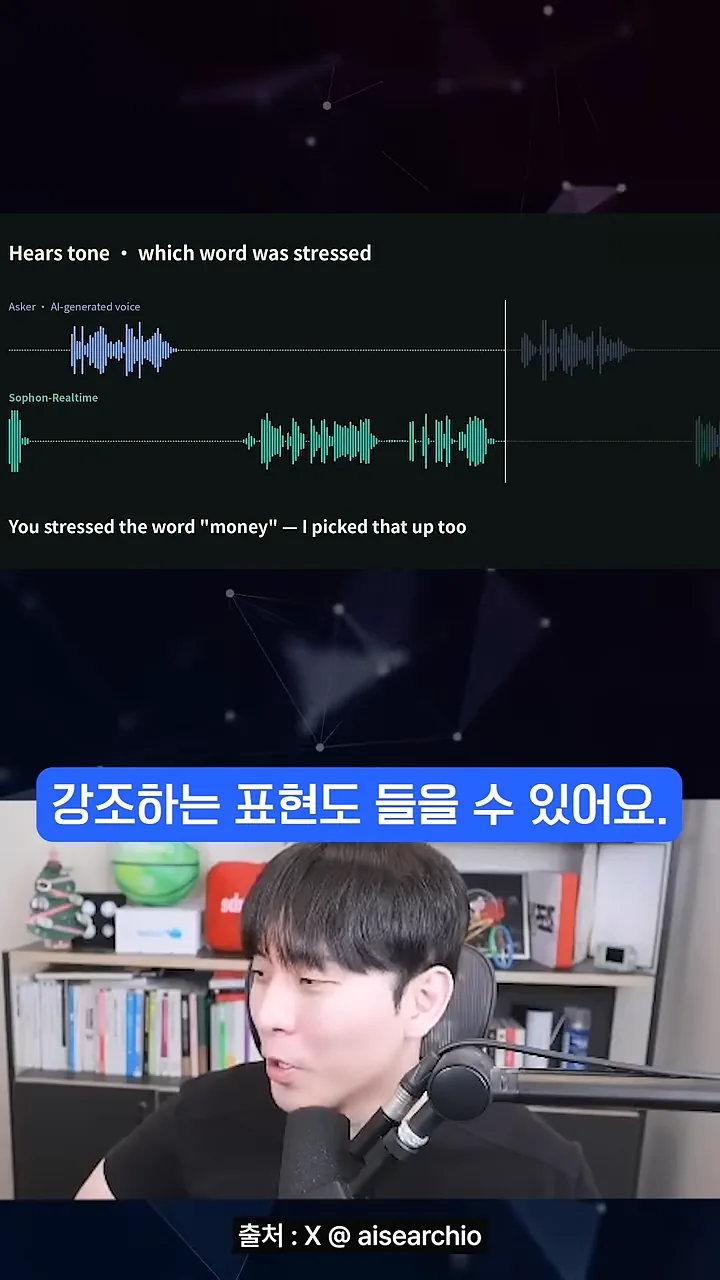 Hears tone · which word was stressed
Asker · AI-generated voice
Sophon-Realtime
You stressed the word "money" — I picked that up too
강조하는 표현도 들을 수 있어요.
출처 : X @ aisearchio